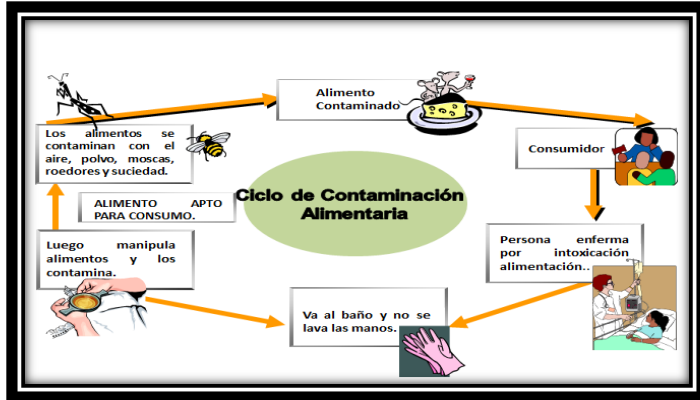 Alimento
Contaminado
Los alimentos se
contaminan con el
aire, polvo, moscas,
roedores y suciedad.
Consumidor
ALIMENTO APTO
PARA CONSUMO.
Ciclo de Contaminación
Alimentaria
Luego manipula
alimentos y los
contamina.
Persona enferma
por intoxicación
alimentación..
Va al baño y no se
lava las manos.